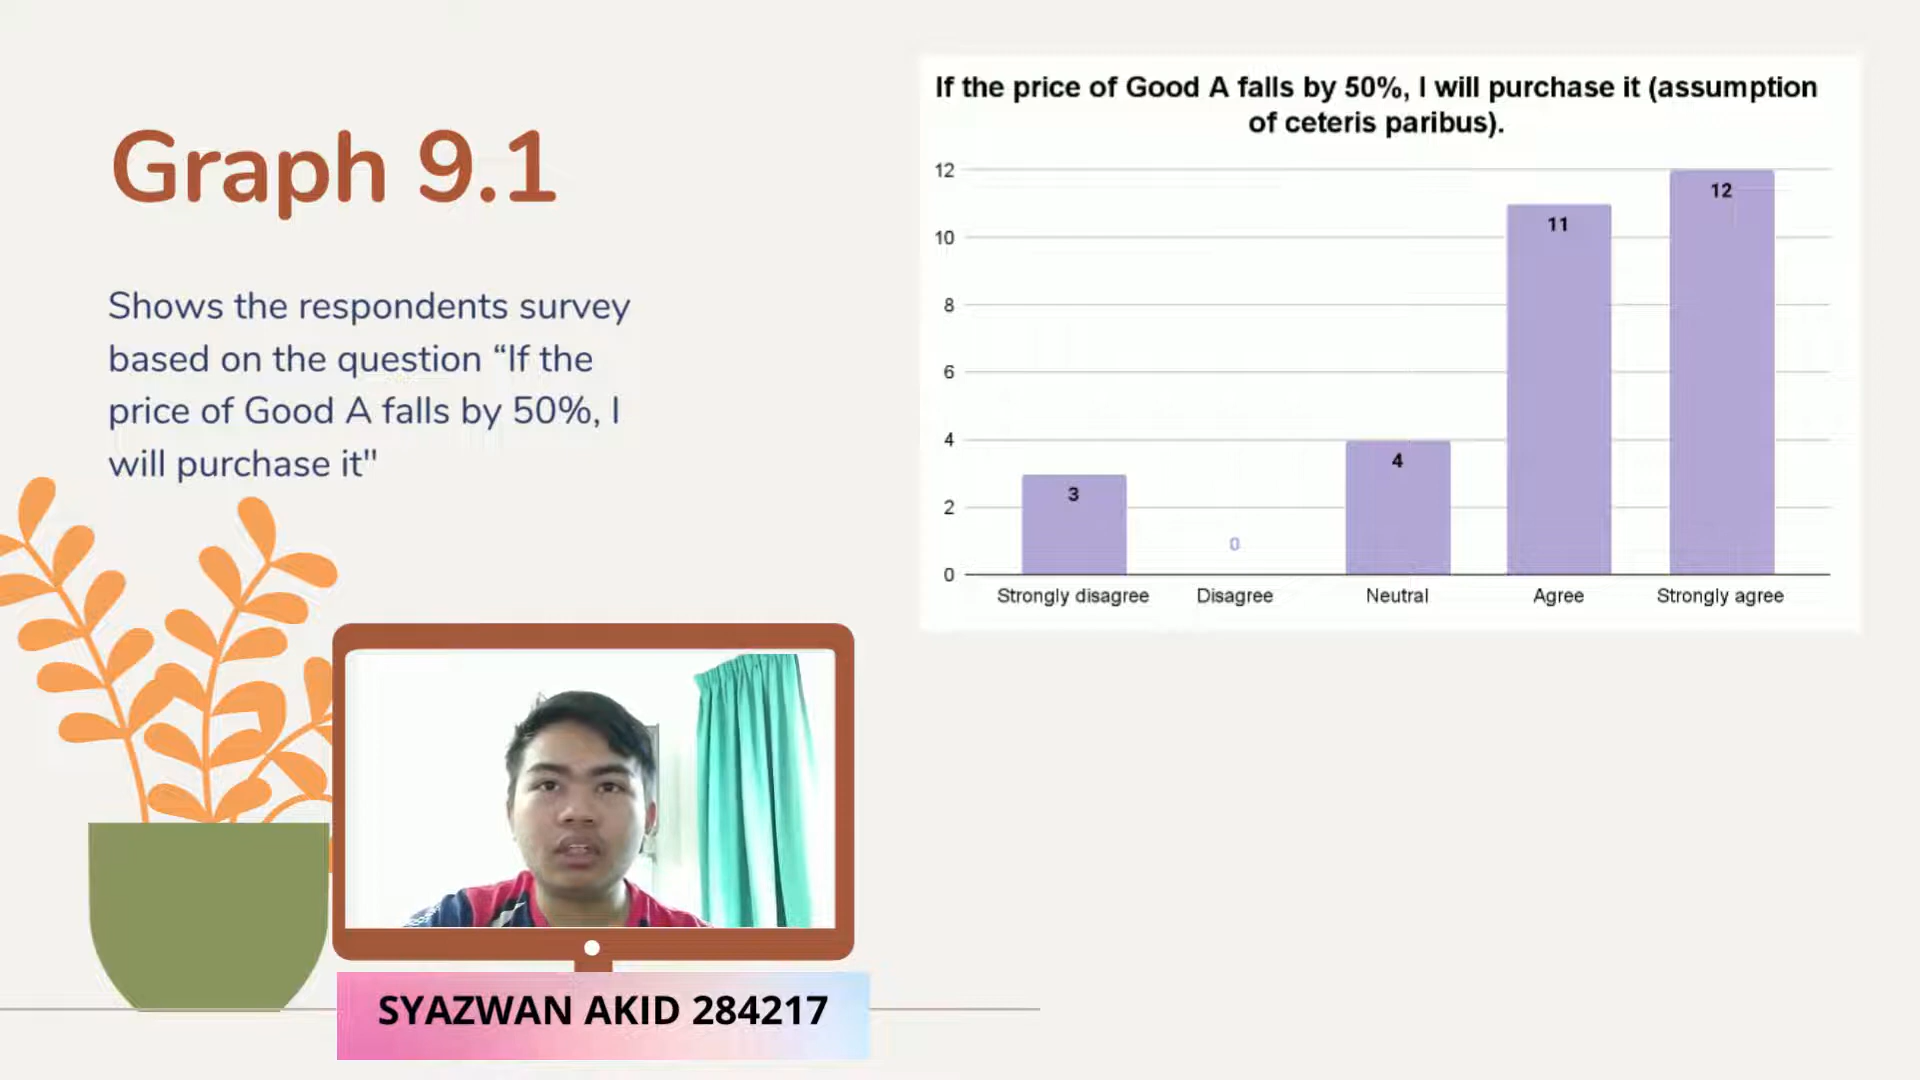 Graph 9.1
Shows the respondents survey
based on the question “If the
price of Good A falls by 50%, I
will purchase it"
If the price of Good A falls by 50%, I will purchase it (assumption
of ceteris paribus).
12
10
8
6
4
2
0
3
0
4
11
12
Strongly disagree
Disagree
Neutral
Agree
Strongly agree
SYAZWAN AKID 284217